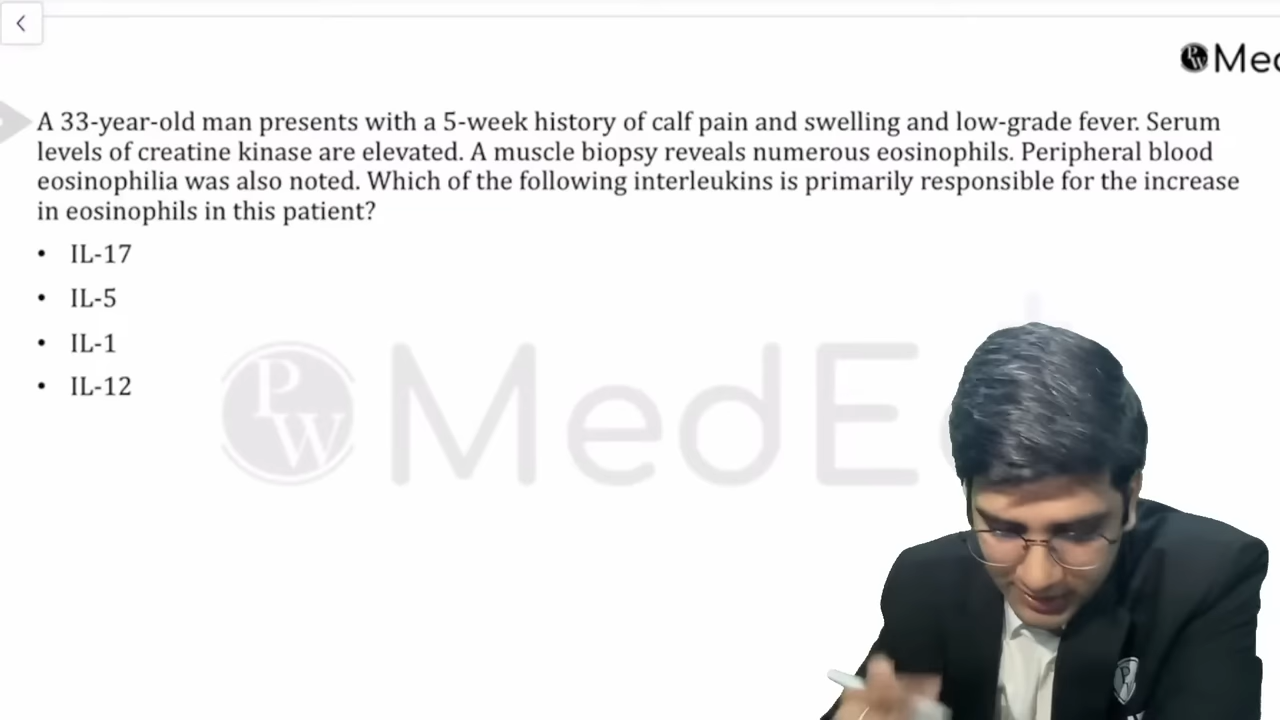 PW Med
A 33-year-old man presents with a 5-week history of calf pain and swelling and low-grade fever. Serum
levels of creatine kinase are elevated. A muscle biopsy reveals numerous eosinophils. Peripheral blood
eosinophilia was also noted. Which of the following interleukins is primarily responsible for the increase
in eosinophils in this patient?
• IL-17
• IL-5
• IL-1
• IL-12
PW MedE